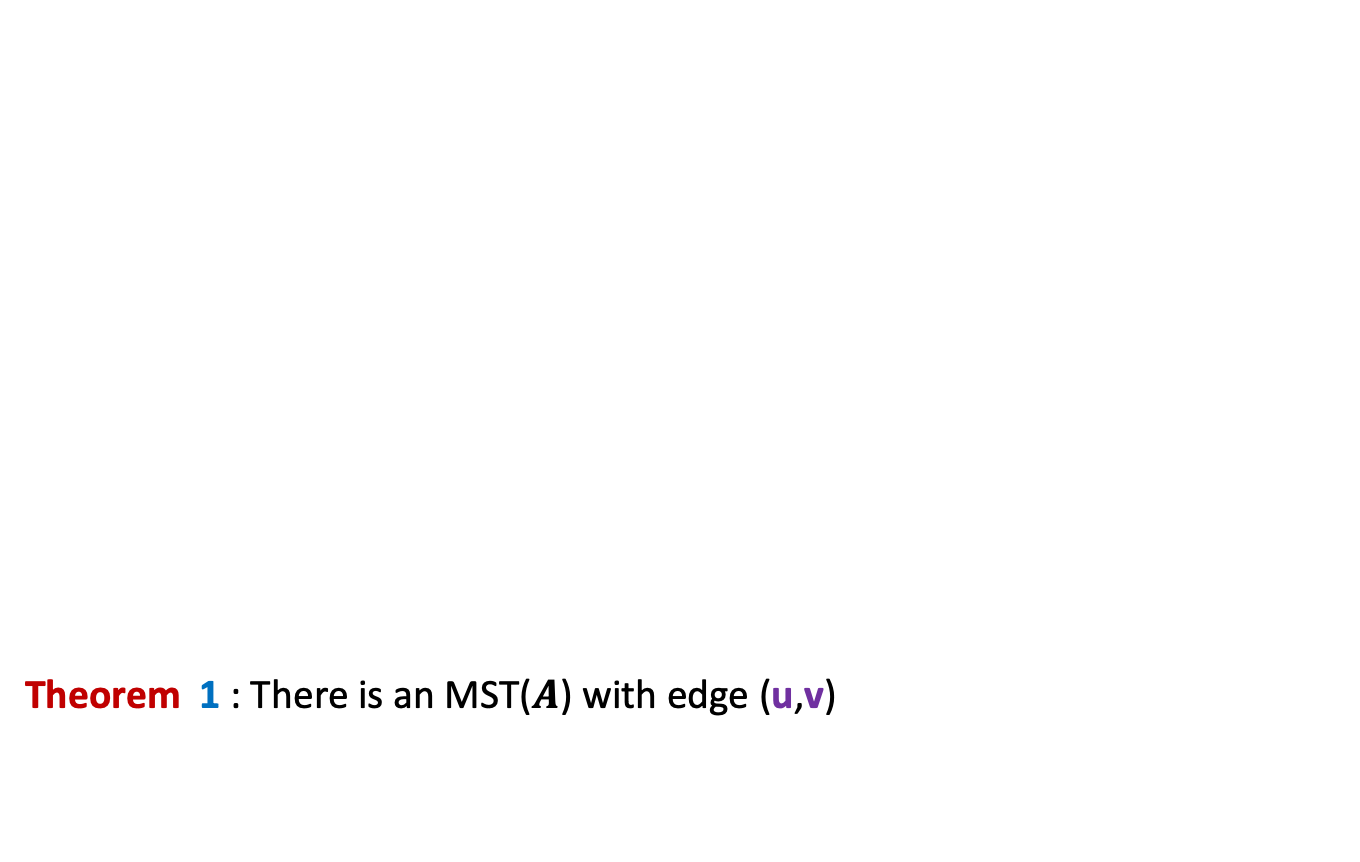 Theorem 1 : There is an MST(A) with edge (u,v)